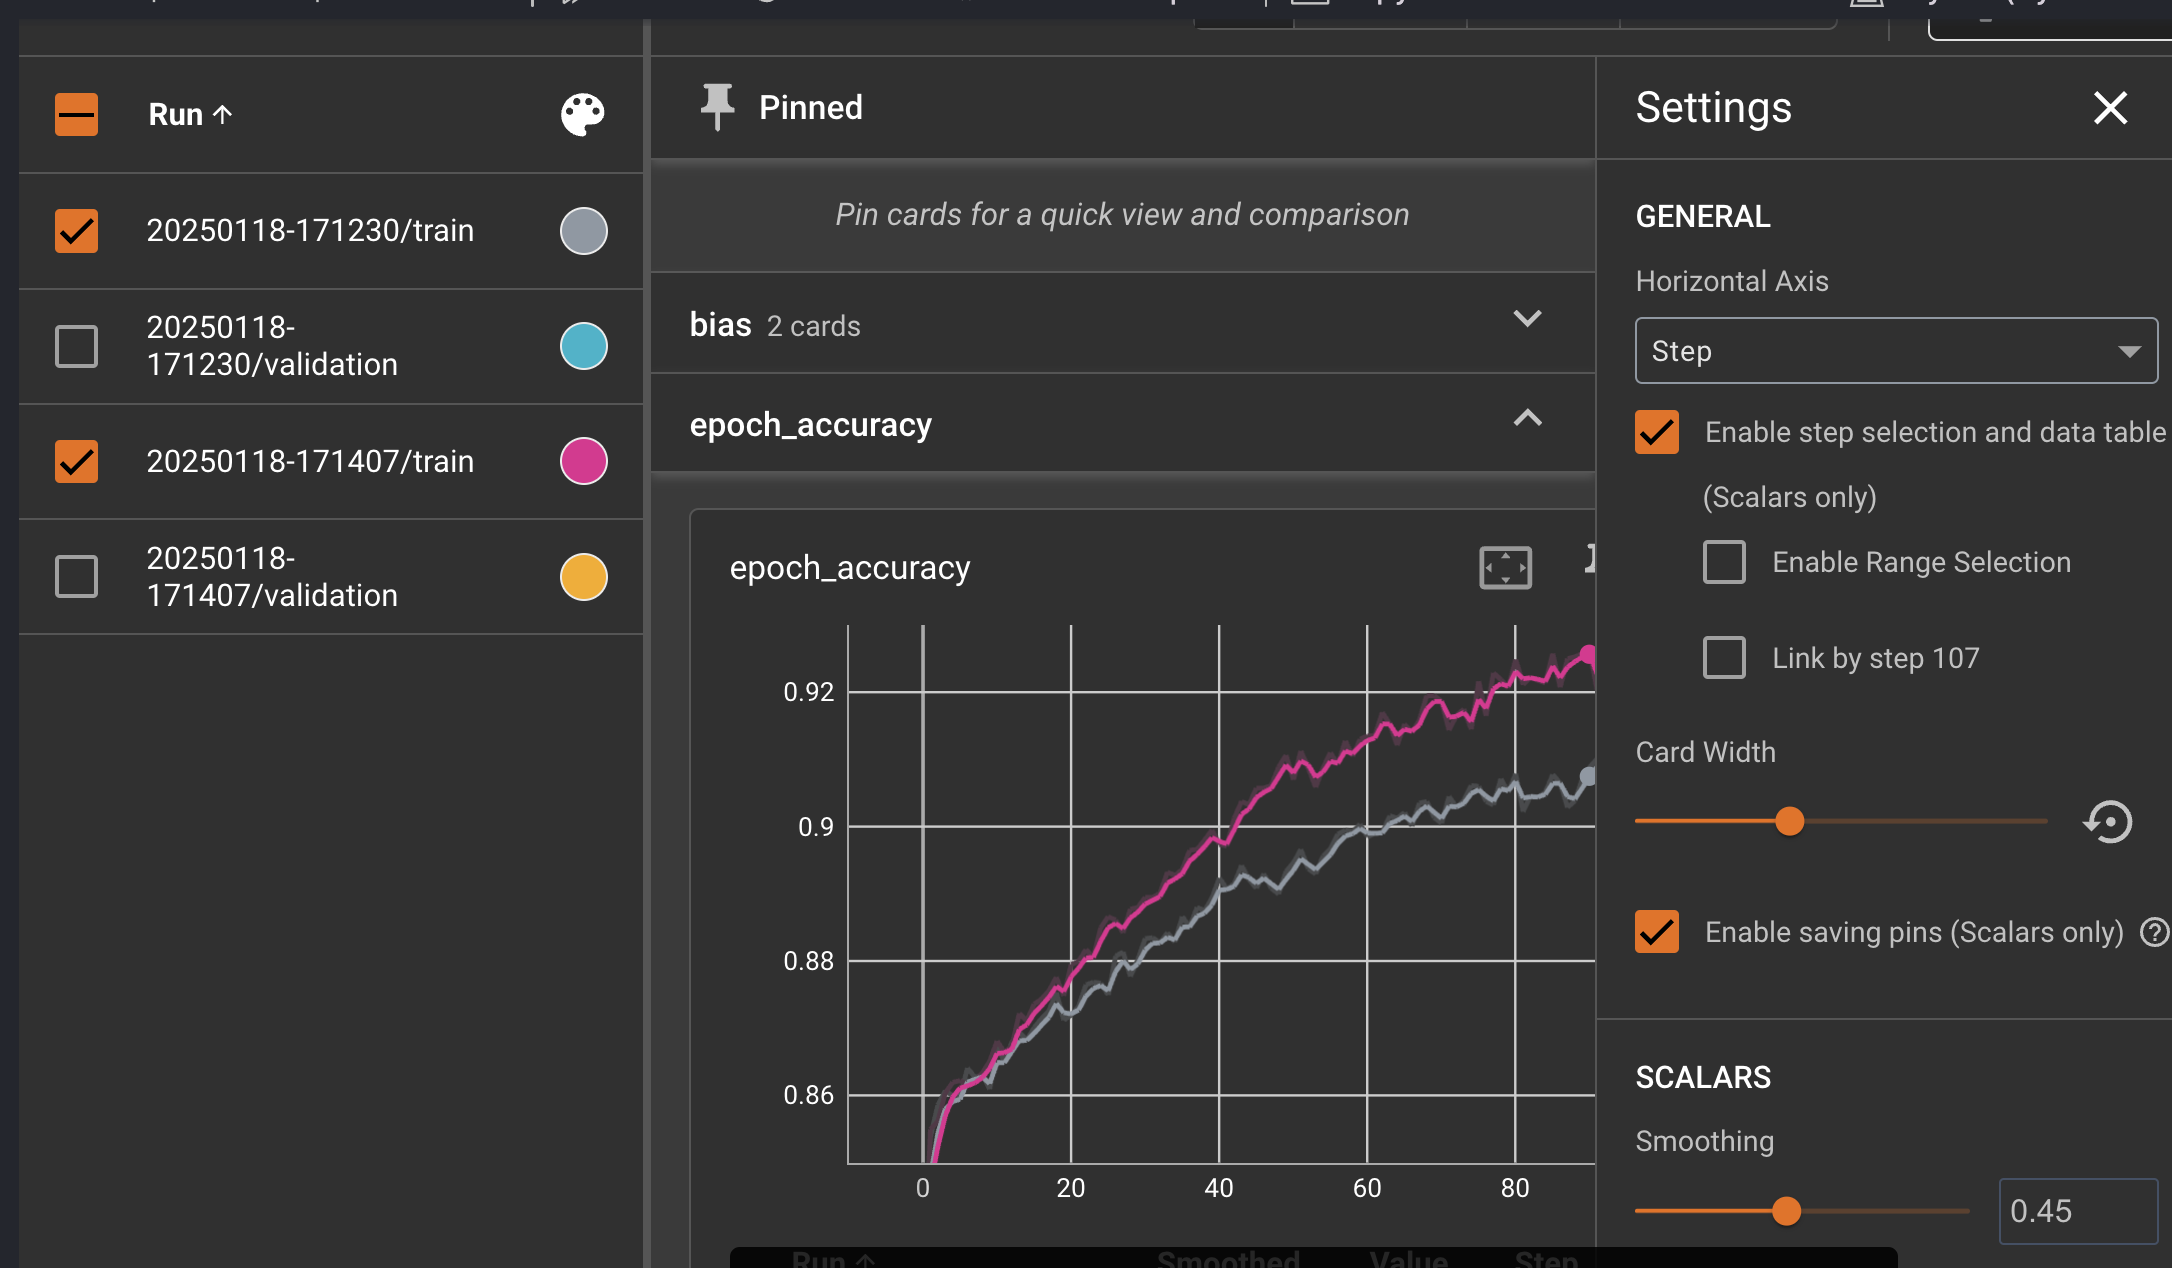 Run ↑
20250118-171230/train
20250118-
171230/validation
20250118-171407/train
20250118-
171407/validation
Pinned
Pin cards for a quick view and comparison
bias 2 cards
epoch_accuracy
epoch_accuracy
0.92
0.9
0.88
0.86
0
20
40
60
80
Run ↑ Smoothed Value Step
Settings
GENERAL
Horizontal Axis
Step
Enable step selection and data table
(Scalars only)
Enable Range Selection
Link by step 107
Card Width
Enable saving pins (Scalars only)
SCALARS
Smoothing
0.45